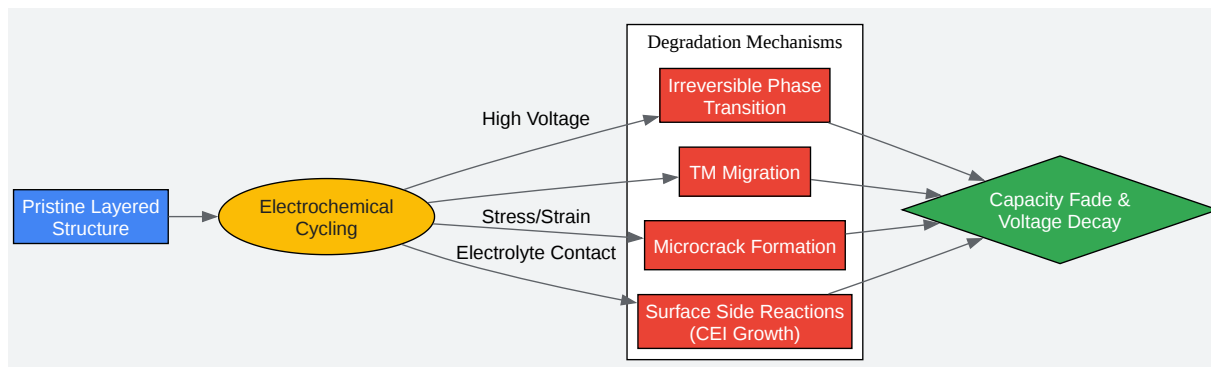 Pristine Layered
Structure
Electrochemical
Cycling
High Voltage
Stress/Strain
Electrolyte Contact
Degradation Mechanisms
Irreversible Phase
Transition
TM Migration
Microcrack Formation
Surface Side Reactions
(CEI Growth)
Capacity Fade &
Voltage Decay